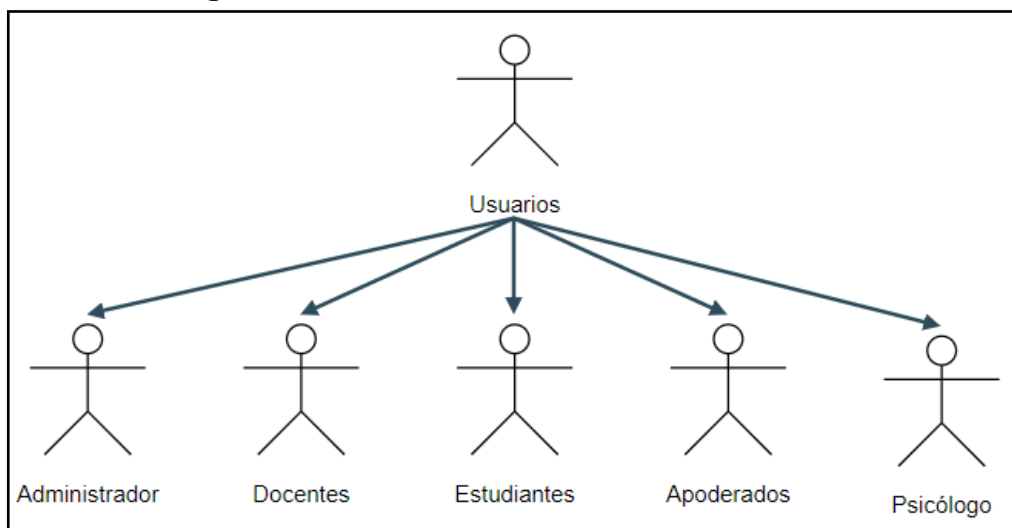 Usuarios
Administrador
Docentes
Estudiantes
Apoderados
Psicólogo